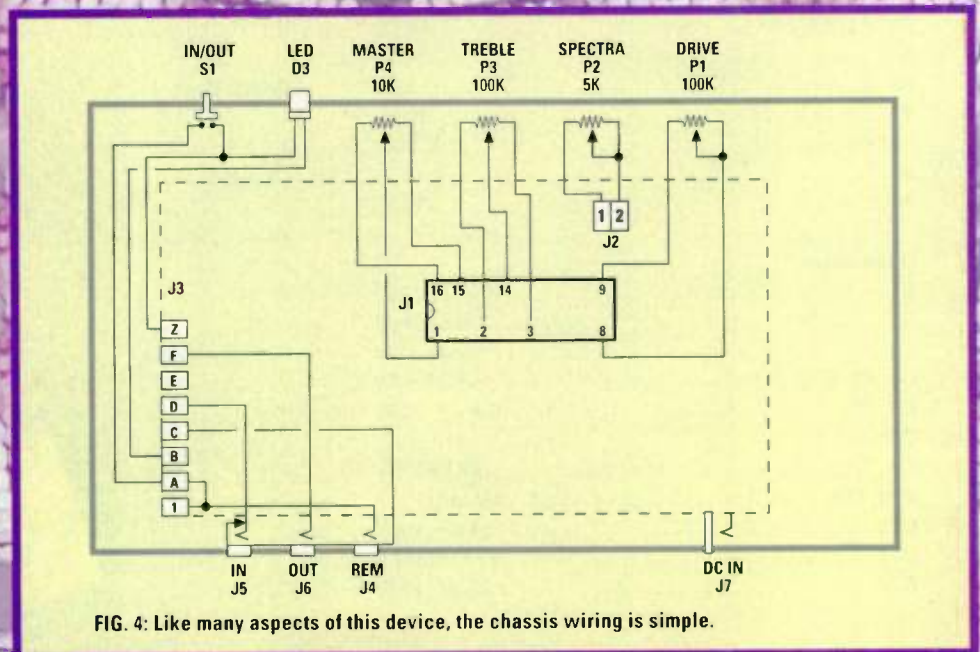 IN/OUT LED MASTER TREBLE SPECTRA DRIVE
S1 D3 P4 P3 P2 P1
10K 100K 5K 100K
1 2
J2
J3
16 15 14 9
J1
1 2 3 8
Z
F
E
D
C
B
A
1
IN OUT REM DC IN
J5 J6 J4 J7
FIG. 4: Like many aspects of this device, the chassis wiring is simple.